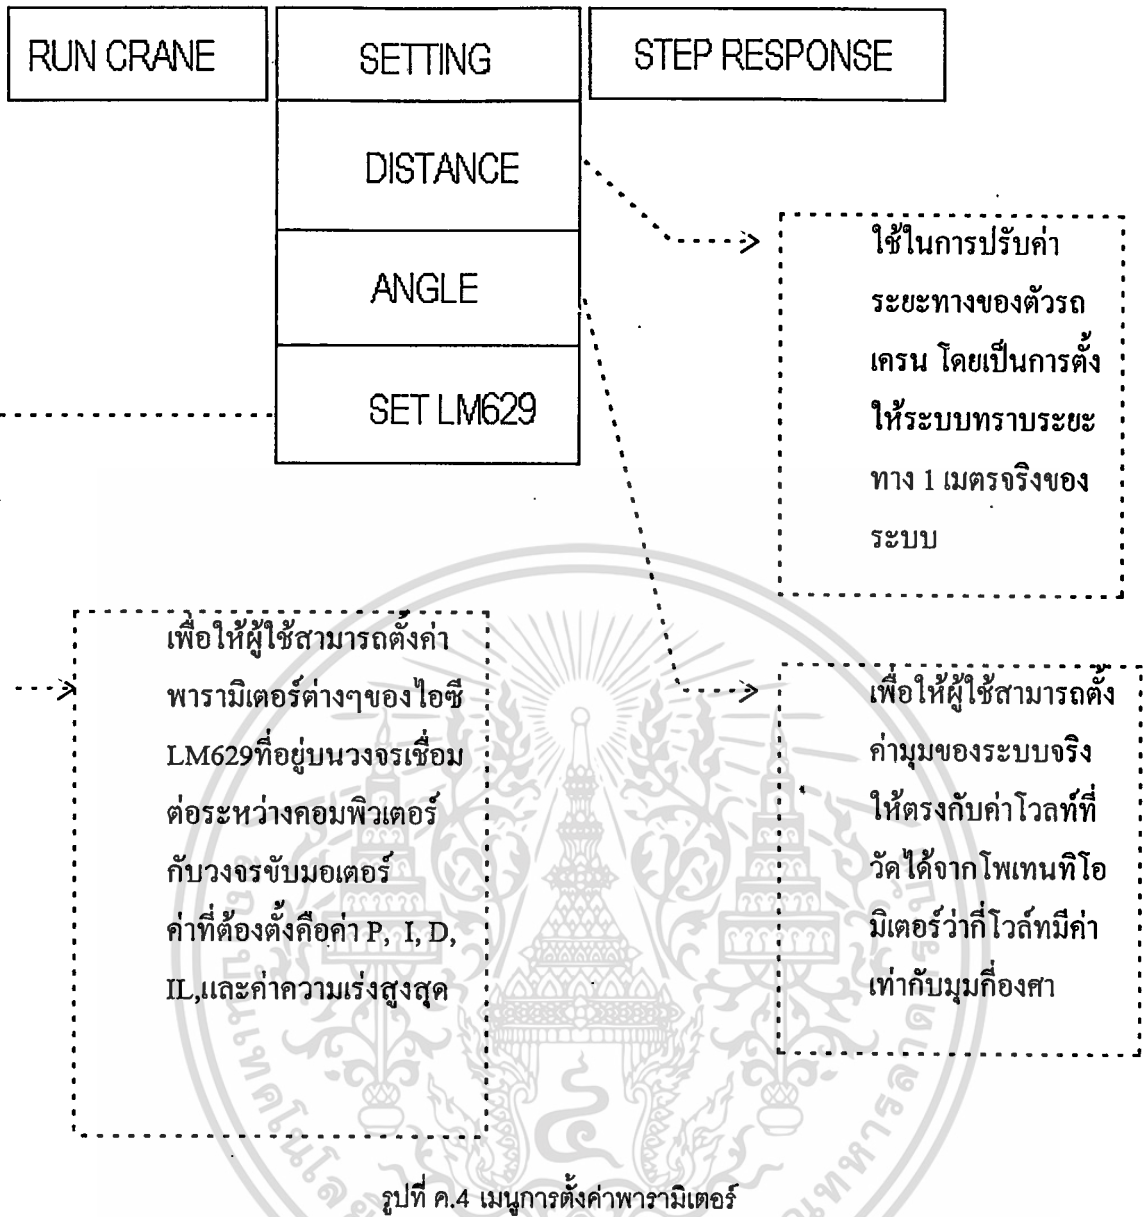 RUN CRANE
SETTING
STEP RESPONSE
DISTANCE
ANGLE
SET LM629
ใช้ในการปรับค่า
ระยะทางของตัวรถ
เครน โดยเป็นการตั้ง
ให้ระบบทราบระยะ
ทาง 1 เมตรจริงของ
ระบบ
เพื่อให้ผู้ใช้สามารถตั้งค่า
พารามิเตอร์ต่างๆของไอซี
LM629ที่อยู่บนวงจรเชื่อม
ต่อระหว่างคอมพิวเตอร์
กับวงจรขับมอเตอร์
ค่าที่ต้องตั้งคือค่า P, I, D,
IL,และค่าความเร่งสูงสุด
เพื่อให้ผู้ใช้สามารถตั้ง
ค่ามุมของระบบจริง
ให้ตรงกับค่าโวลท์ที่
วัดได้จากโพเทนทิโอ
มิเตอร์ว่ากี่โวล์ทมีค่า
เท่ากับมุมกี่องศา
รูปที่ ค.4 เมนูการตั้งค่าพารามิเตอร์